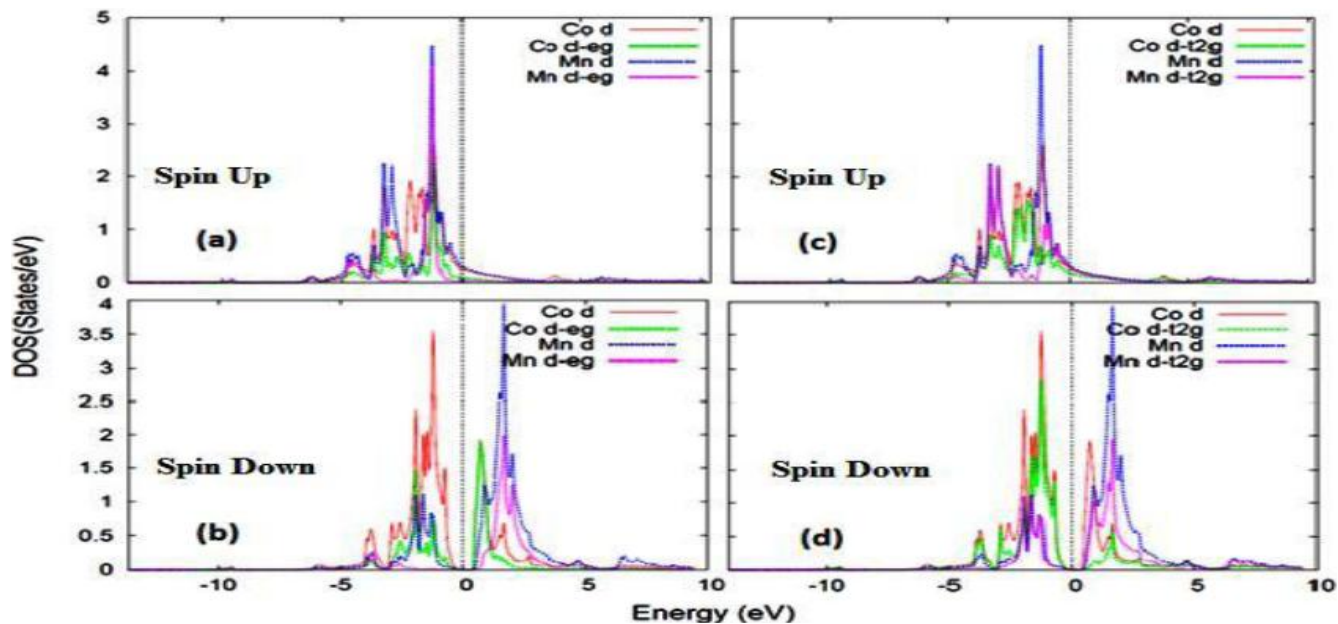 5
4
3
2
1
0
Co d
Co d-eg
Mn d
Mn d-eg
Spin Up
(a)
Co d
Co d-t2g
Mn d
Mn d-t2g
Spin Up
(c)
DOS(States/eV)
4
3.5
3
2.5
2
1.5
1
0.5
0
Co d
Co d-eg
Mn d
Mn d-eg
Spin Down
(b)
-10
-5
0
5
10
Co d
Co d-t2g
Mn d
Mn d-t2g
Spin Down
(d)
-10
-5
0
5
10
Energy (eV)